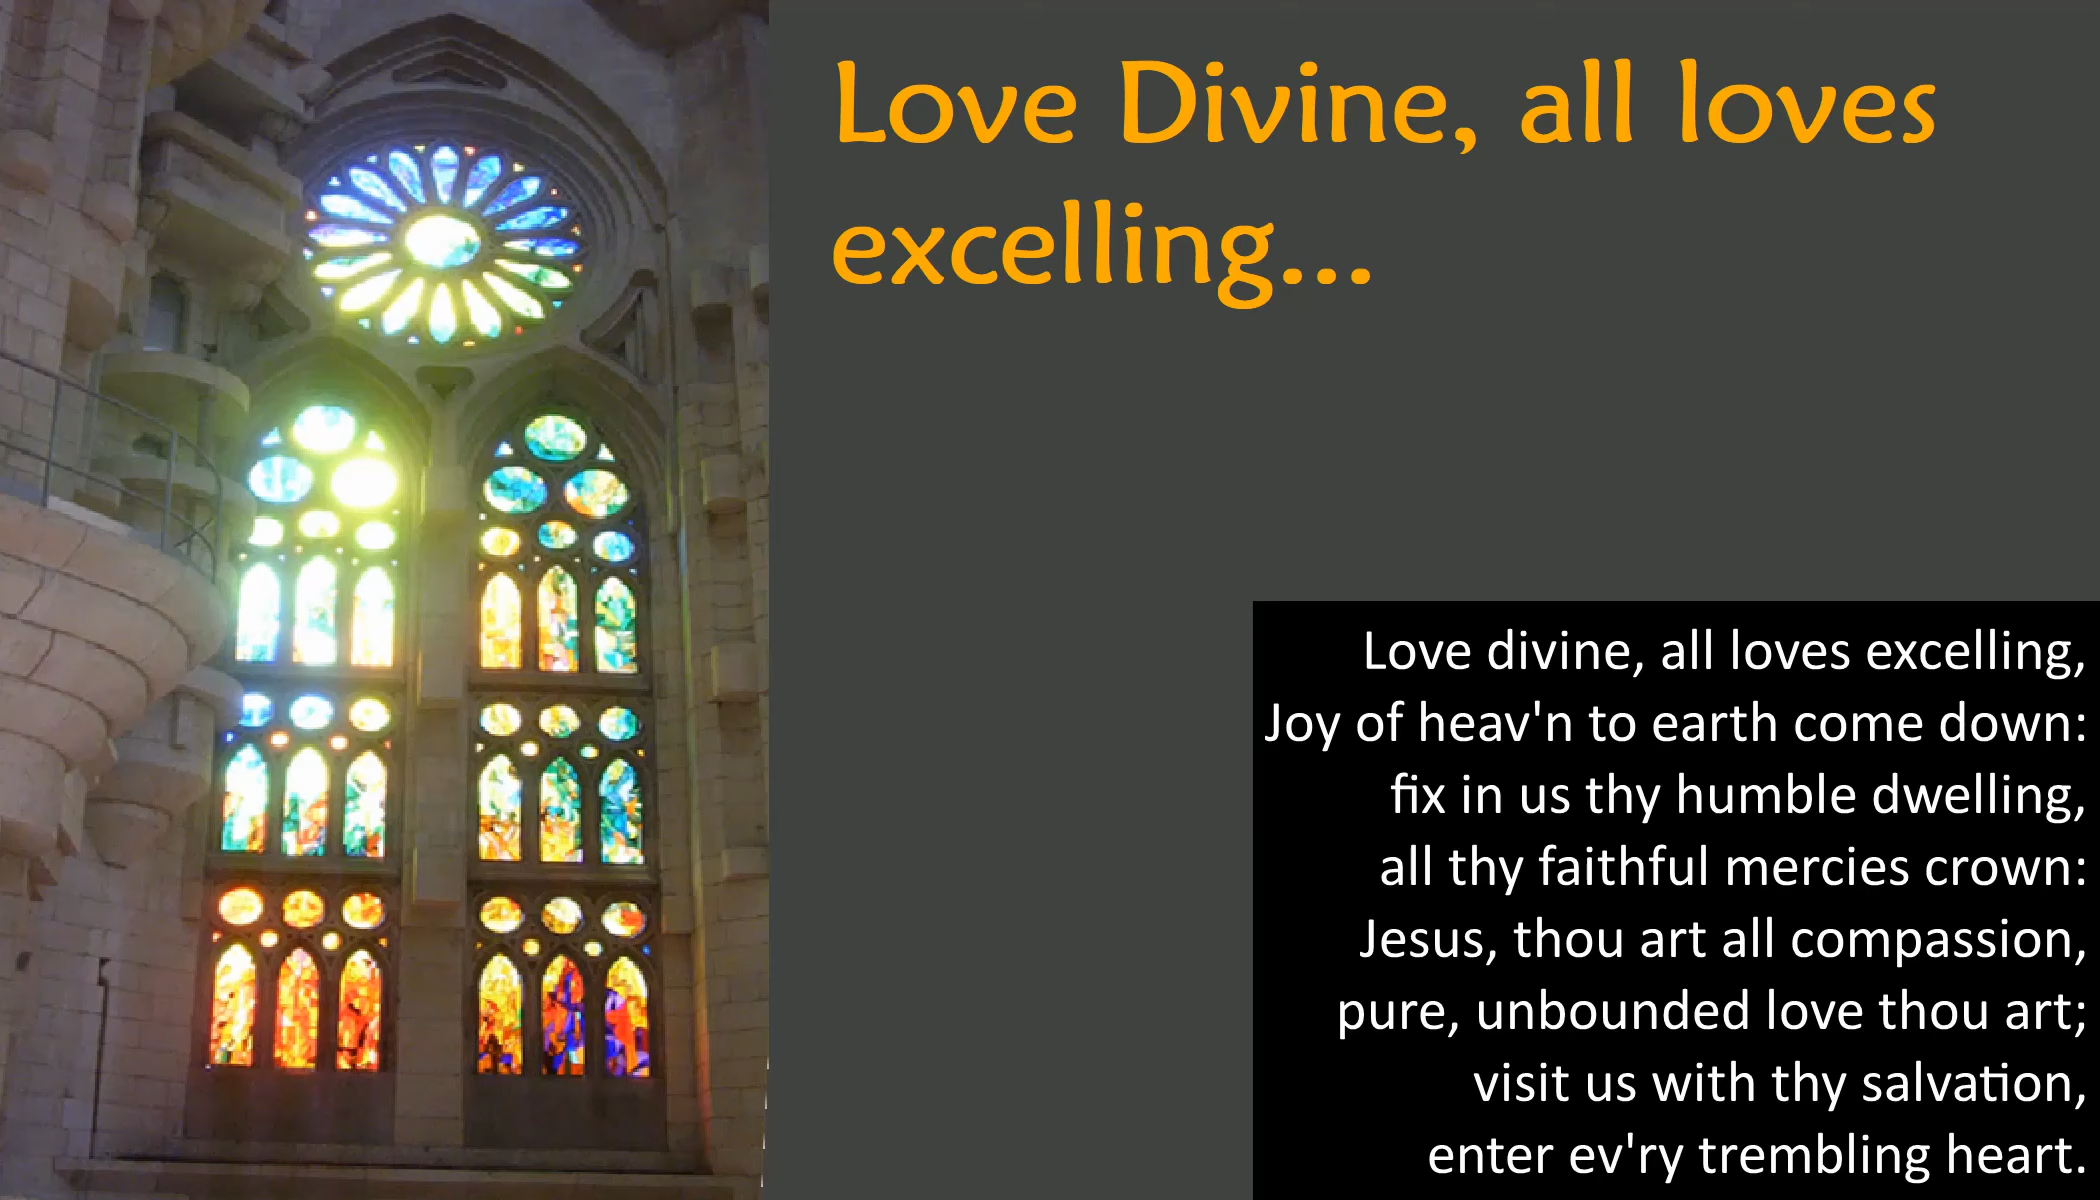 Love Divine, all loves
excelling...
Love divine, all loves excelling,
Joy of heav'n to earth come down:
fix in us thy humble dwelling,
all thy faithful mercies crown:
Jesus, thou art all compassion,
pure, unbounded love thou art;
visit us with thy salvation,
enter ev'ry trembling heart.